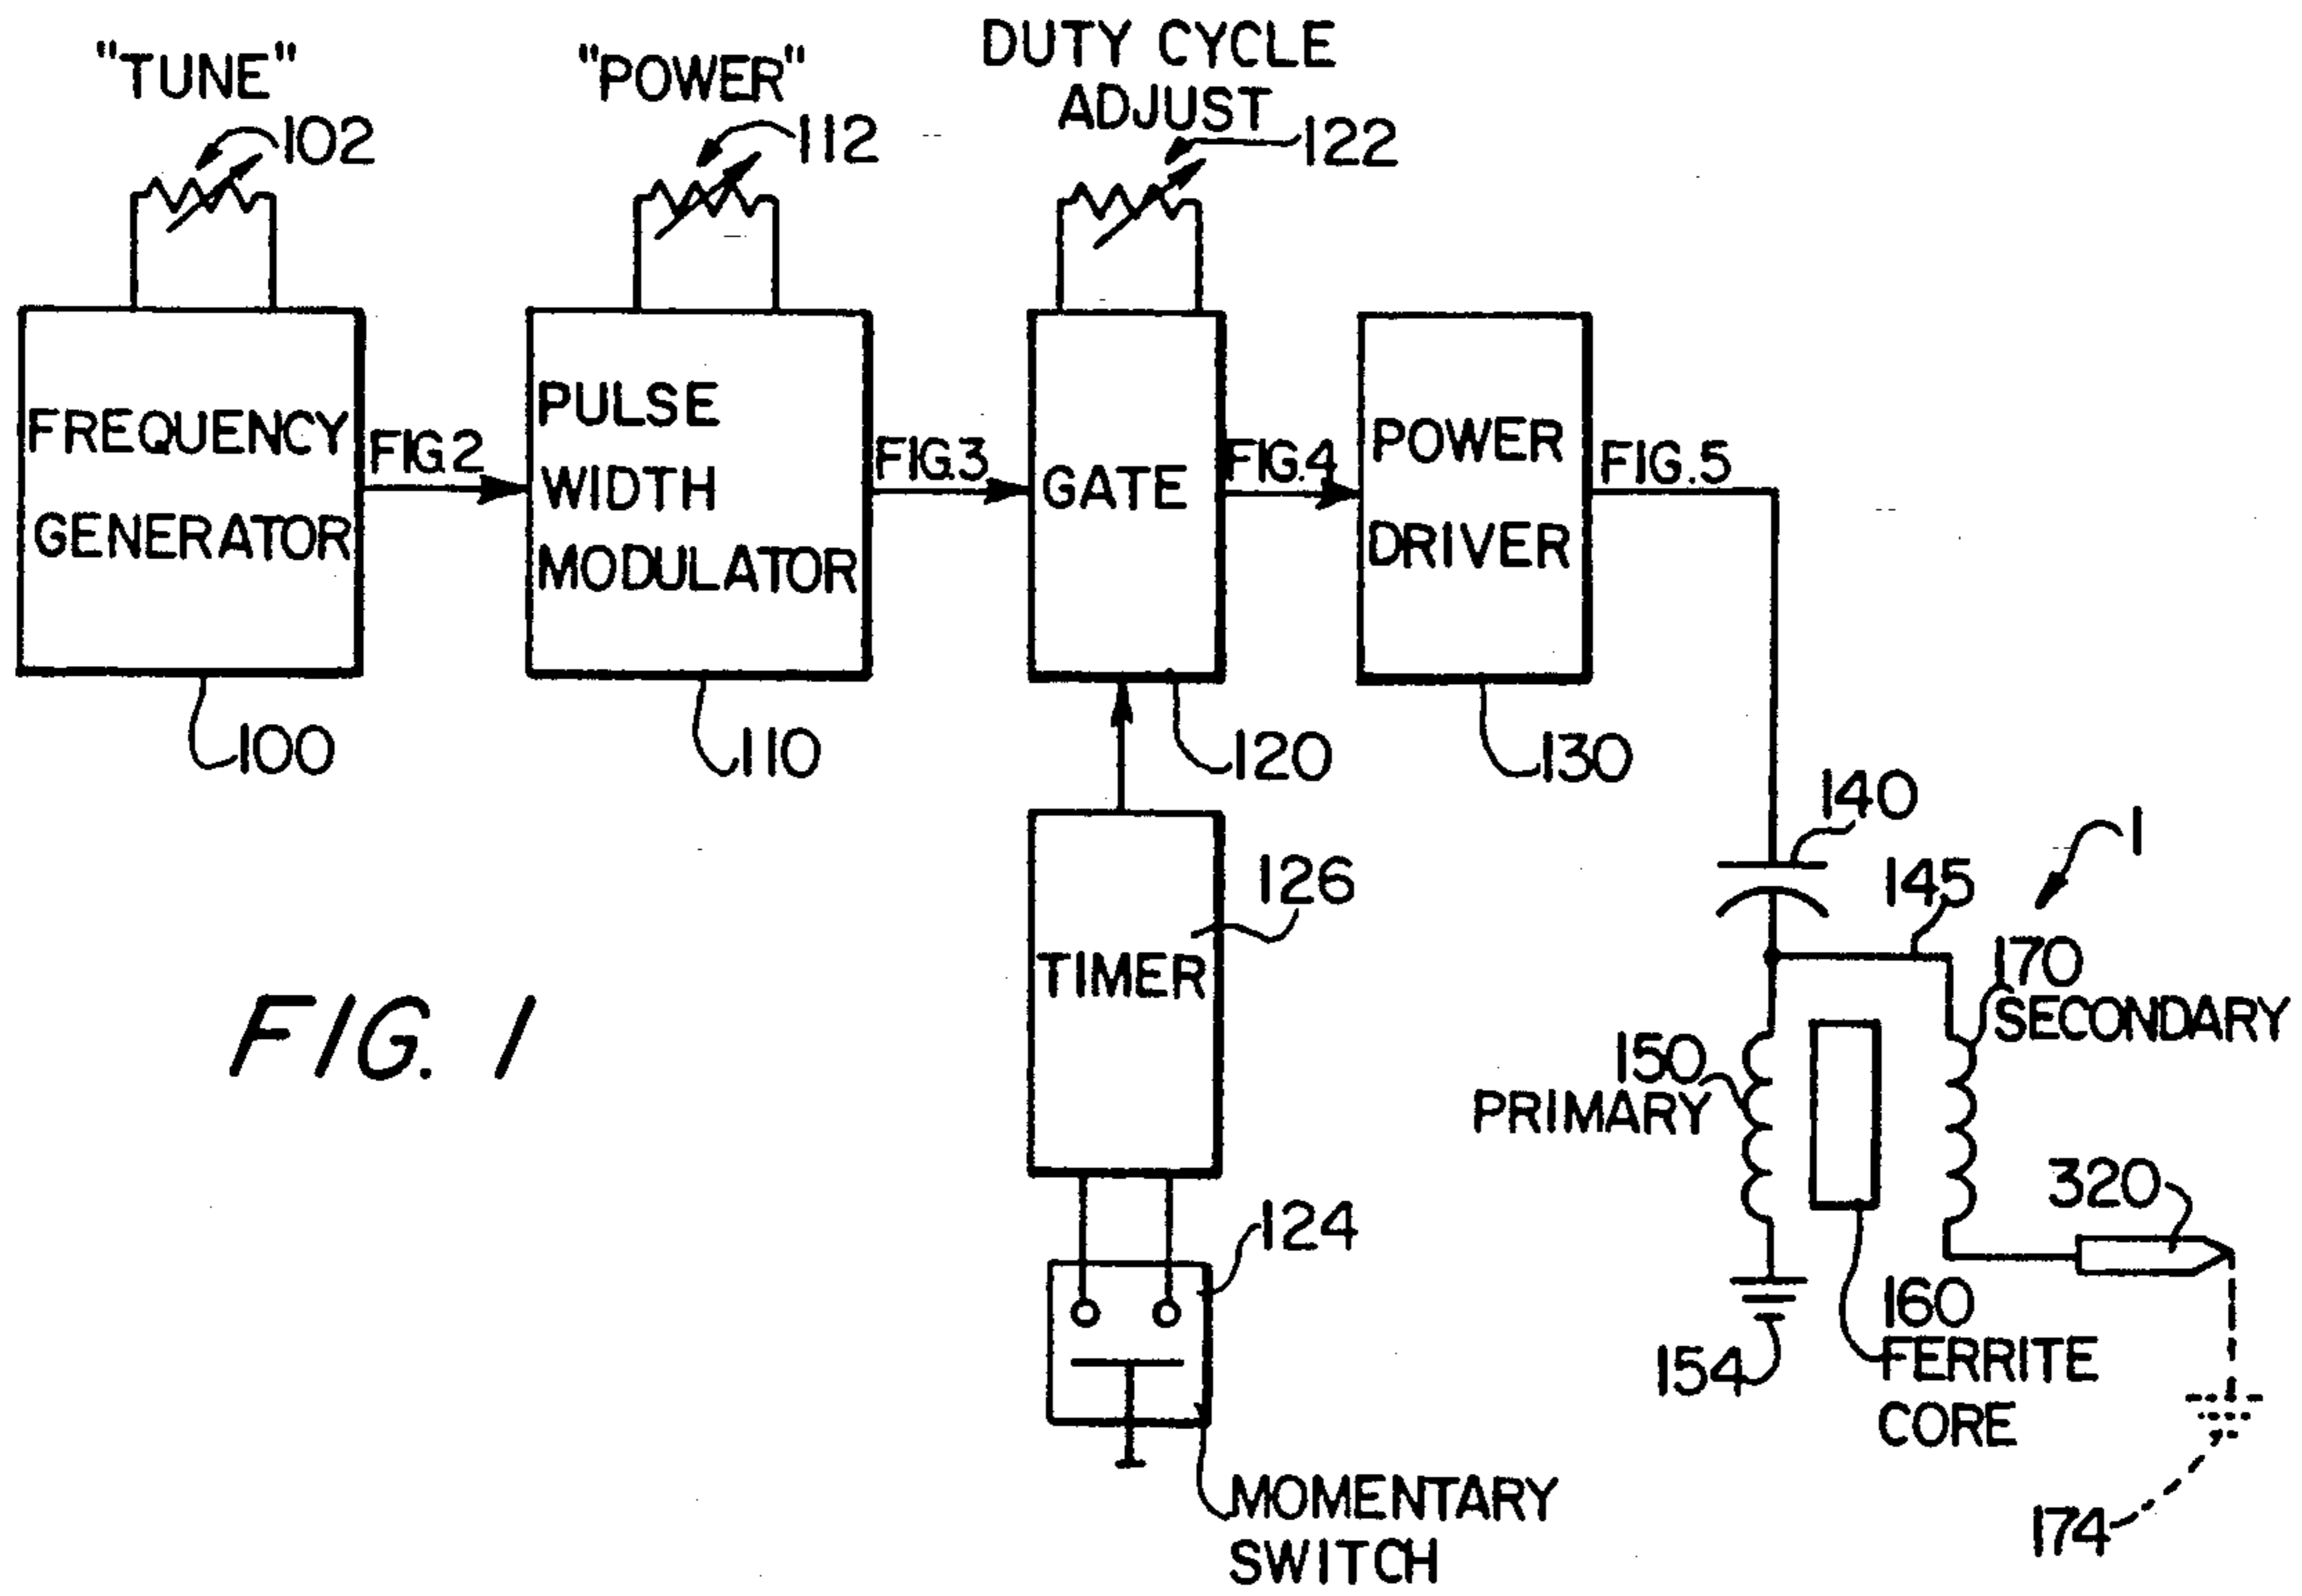 "TUNE"
102
"POWER"
112
DUTY CYCLE
ADJUST
122
FREQUENCY
GENERATOR
FIG.2
PULSE
WIDTH
MODULATOR
FIG.3
GATE
FIG.4
POWER
DRIVER
FIG.5
100
110
120
130
140
1
126
145
TIMER
170
SECONDARY
FIG. 1
150
PRIMARY
320
124
160
FERRITE
CORE
154
174
MOMENTARY
SWITCH